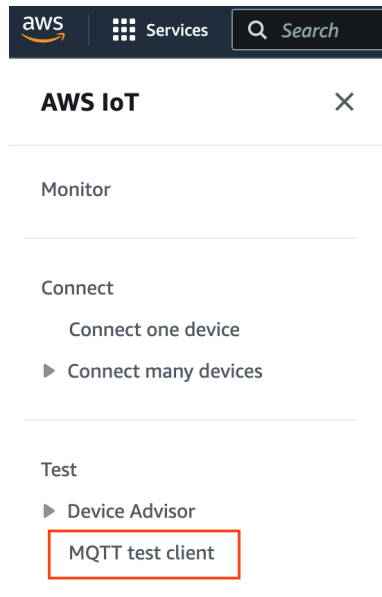 aws Services Search
AWS IoT
Monitor
Connect
Connect one device
Connect many devices
Test
Device Advisor
MQTT test client